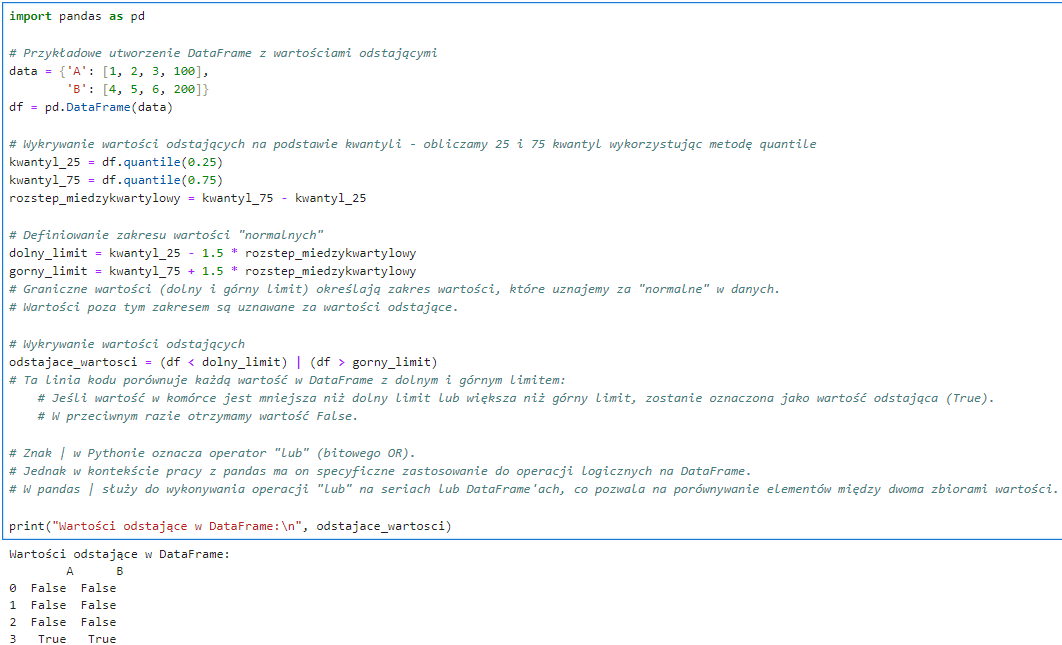 import pandas as pd
# Przykładowe utworzenie DataFrame z wartościami odstającymi
data = {'A': [1, 2, 3, 100],
'B': [4, 5, 6, 200]}
df = pd.DataFrame(data)
# Wykrywanie wartości odstających na podstawie kwantyli - obliczamy 25 i 75 kwantyl wykorzystując metodę quantile
kwantyl_25 = df.quantile(0.25)
kwantyl_75 = df.quantile(0.75)
rozstep_miedzykwartylowy = kwantyl_75 - kwantyl_25
# Definiowanie zakresu wartości "normalnych"
dolny_limit = kwantyl_25 - 1.5 * rozstep_miedzykwartylowy
gorny_limit = kwantyl_75 + 1.5 * rozstep_miedzykwartylowy
# Graniczne wartości (dolny i górny limit) określają zakres wartości, które uznajemy za "normalne" w danych.
# Wartości poza tym zakresem są uznawane za wartości odstające.
# Wykrywanie wartości odstających
odstajace_wartosci = (df < dolny_limit) | (df > gorny_limit)
# Ta linia kodu porównuje każdą wartość w DataFrame z dolnym i górnym limitem:
# Jeśli wartość w komórce jest mniejsza niż dolny limit lub większa niż górny limit, zostanie oznaczona jako wartość odstająca (True).
# W przeciwnym razie otrzymamy wartość False.
# Znak | w Pythonie oznacza operator "lub" (bitowego OR).
# Jednak w kontekście pracy z pandas ma on specyficzne zastosowanie do operacji logicznych na DataFrame.
# W pandas | służy do wykonywania operacji "lub" na seriach lub DataFrame'ach, co pozwala na porównywanie elementów między dwoma zbiorami wartości.
print("Wartości odstające w DataFrame:\n", odstajace_wartosci)
Wartości odstające w DataFrame:
A B
0 False False
1 False False
2 False False
3 True True